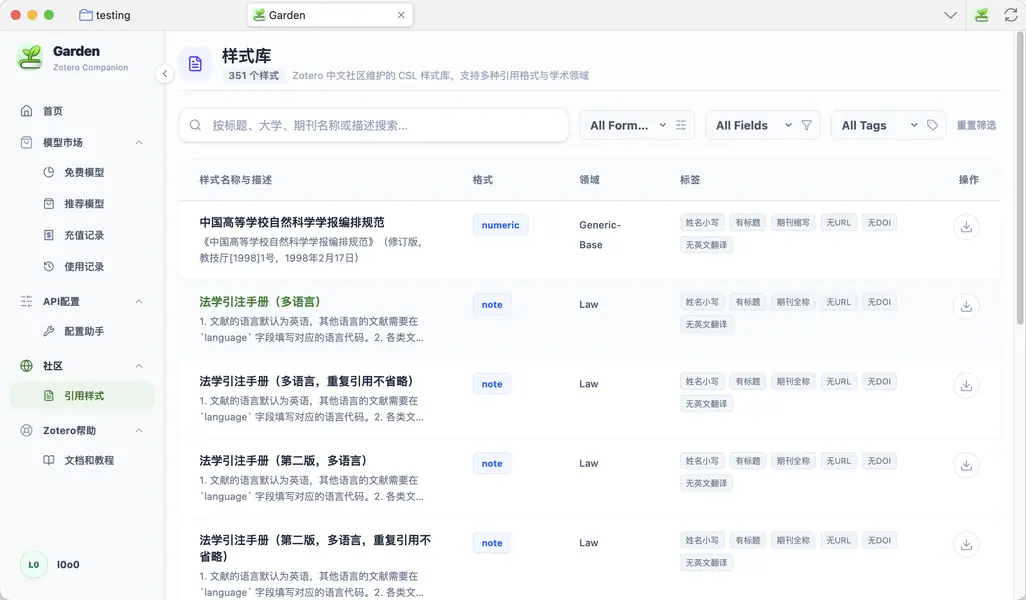 testing
Garden
Garden
Zotero Companion
首页
模型市场
免费模型
推荐模型
充值记录
使用记录
API配置
配置助手
社区
引用样式
Zotero帮助
文档和教程
LO
l0o0
样式库
351 个样式
Zotero 中文社区维护的 CSL 样式库，支持多种引用格式与学术领域
按标题、大学、期刊名称或描述搜索...
All Form...
All Fields
All Tags
重置筛选
样式名称与描述
格式
领域
标签
操作
中国高等学校自然科学学报编排规范
《中国高等学校自然科学学报编排规范》（修订版，
教技厅[1998]1号，1998年2月17日）
numeric
Generic-
Base
姓名小写 有标题 期刊缩写 无URL 无DOI
无英文翻译
法学引注手册（多语言）
1. 文献的语言默认为英语，其他语言的文献需要在
`language` 字段填写对应的语言代码。2. 各类文...
note
Law
姓名小写 有标题 期刊全称 无URL 无DOI
无英文翻译
法学引注手册（多语言，重复引用不省略）
1. 文献的语言默认为英语，其他语言的文献需要在
`language` 字段填写对应的语言代码。2. 各类文...
note
Law
姓名小写 有标题 期刊全称 无URL 无DOI
无英文翻译
法学引注手册（第二版，多语言）
1. 文献的语言默认为英语，其他语言的文献需要在
`language` 字段填写对应的语言代码。2. 各类文...
note
Law
姓名小写 有标题 期刊全称 无URL 无DOI
无英文翻译
法学引注手册（第二版，多语言，重复引用不
省略）
1. 文献的语言默认为英语，其他语言的文献需要在
`language` 字段填写对应的语言代码。2. 各类文...
note
Law
姓名小写 有标题 期刊全称 无URL 无DOI
无英文翻译